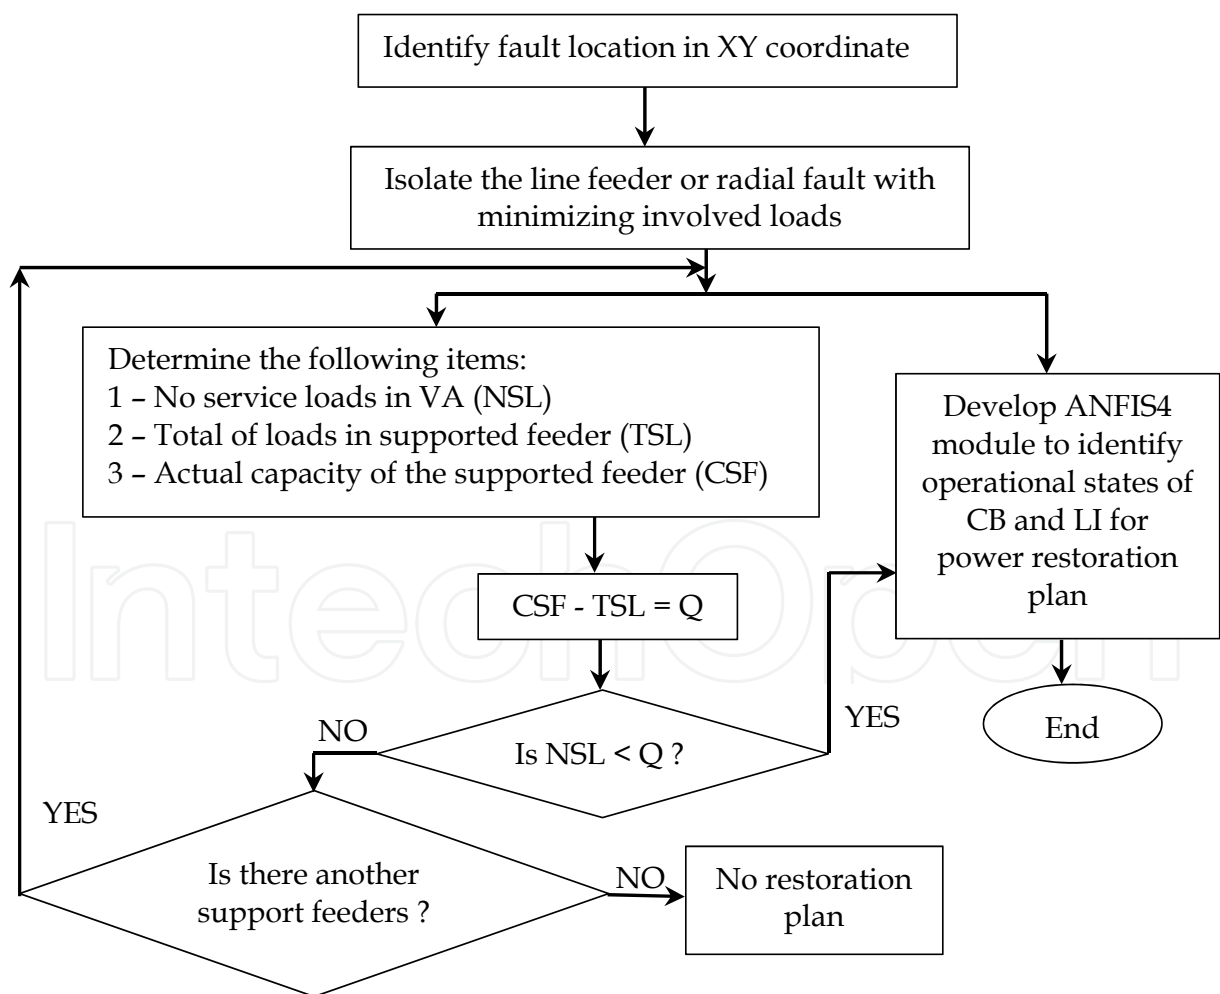 Identify fault location in XY coordinate
Isolate the line feeder or radial fault with
minimizing involved loads
Determine the following items:
1 – No service loads in VA (NSL)
2 – Total of loads in supported feeder (TSL)
3 – Actual capacity of the supported feeder (CSF)
Develop ANFIS4
module to identify
operational states of
CB and LI for
power restoration
plan
CSF - TSL = Q
IntechOpen
Is NSL < Q ?
NO
YES
End
YES
Is there another
support feeders ?
NO
No restoration
plan